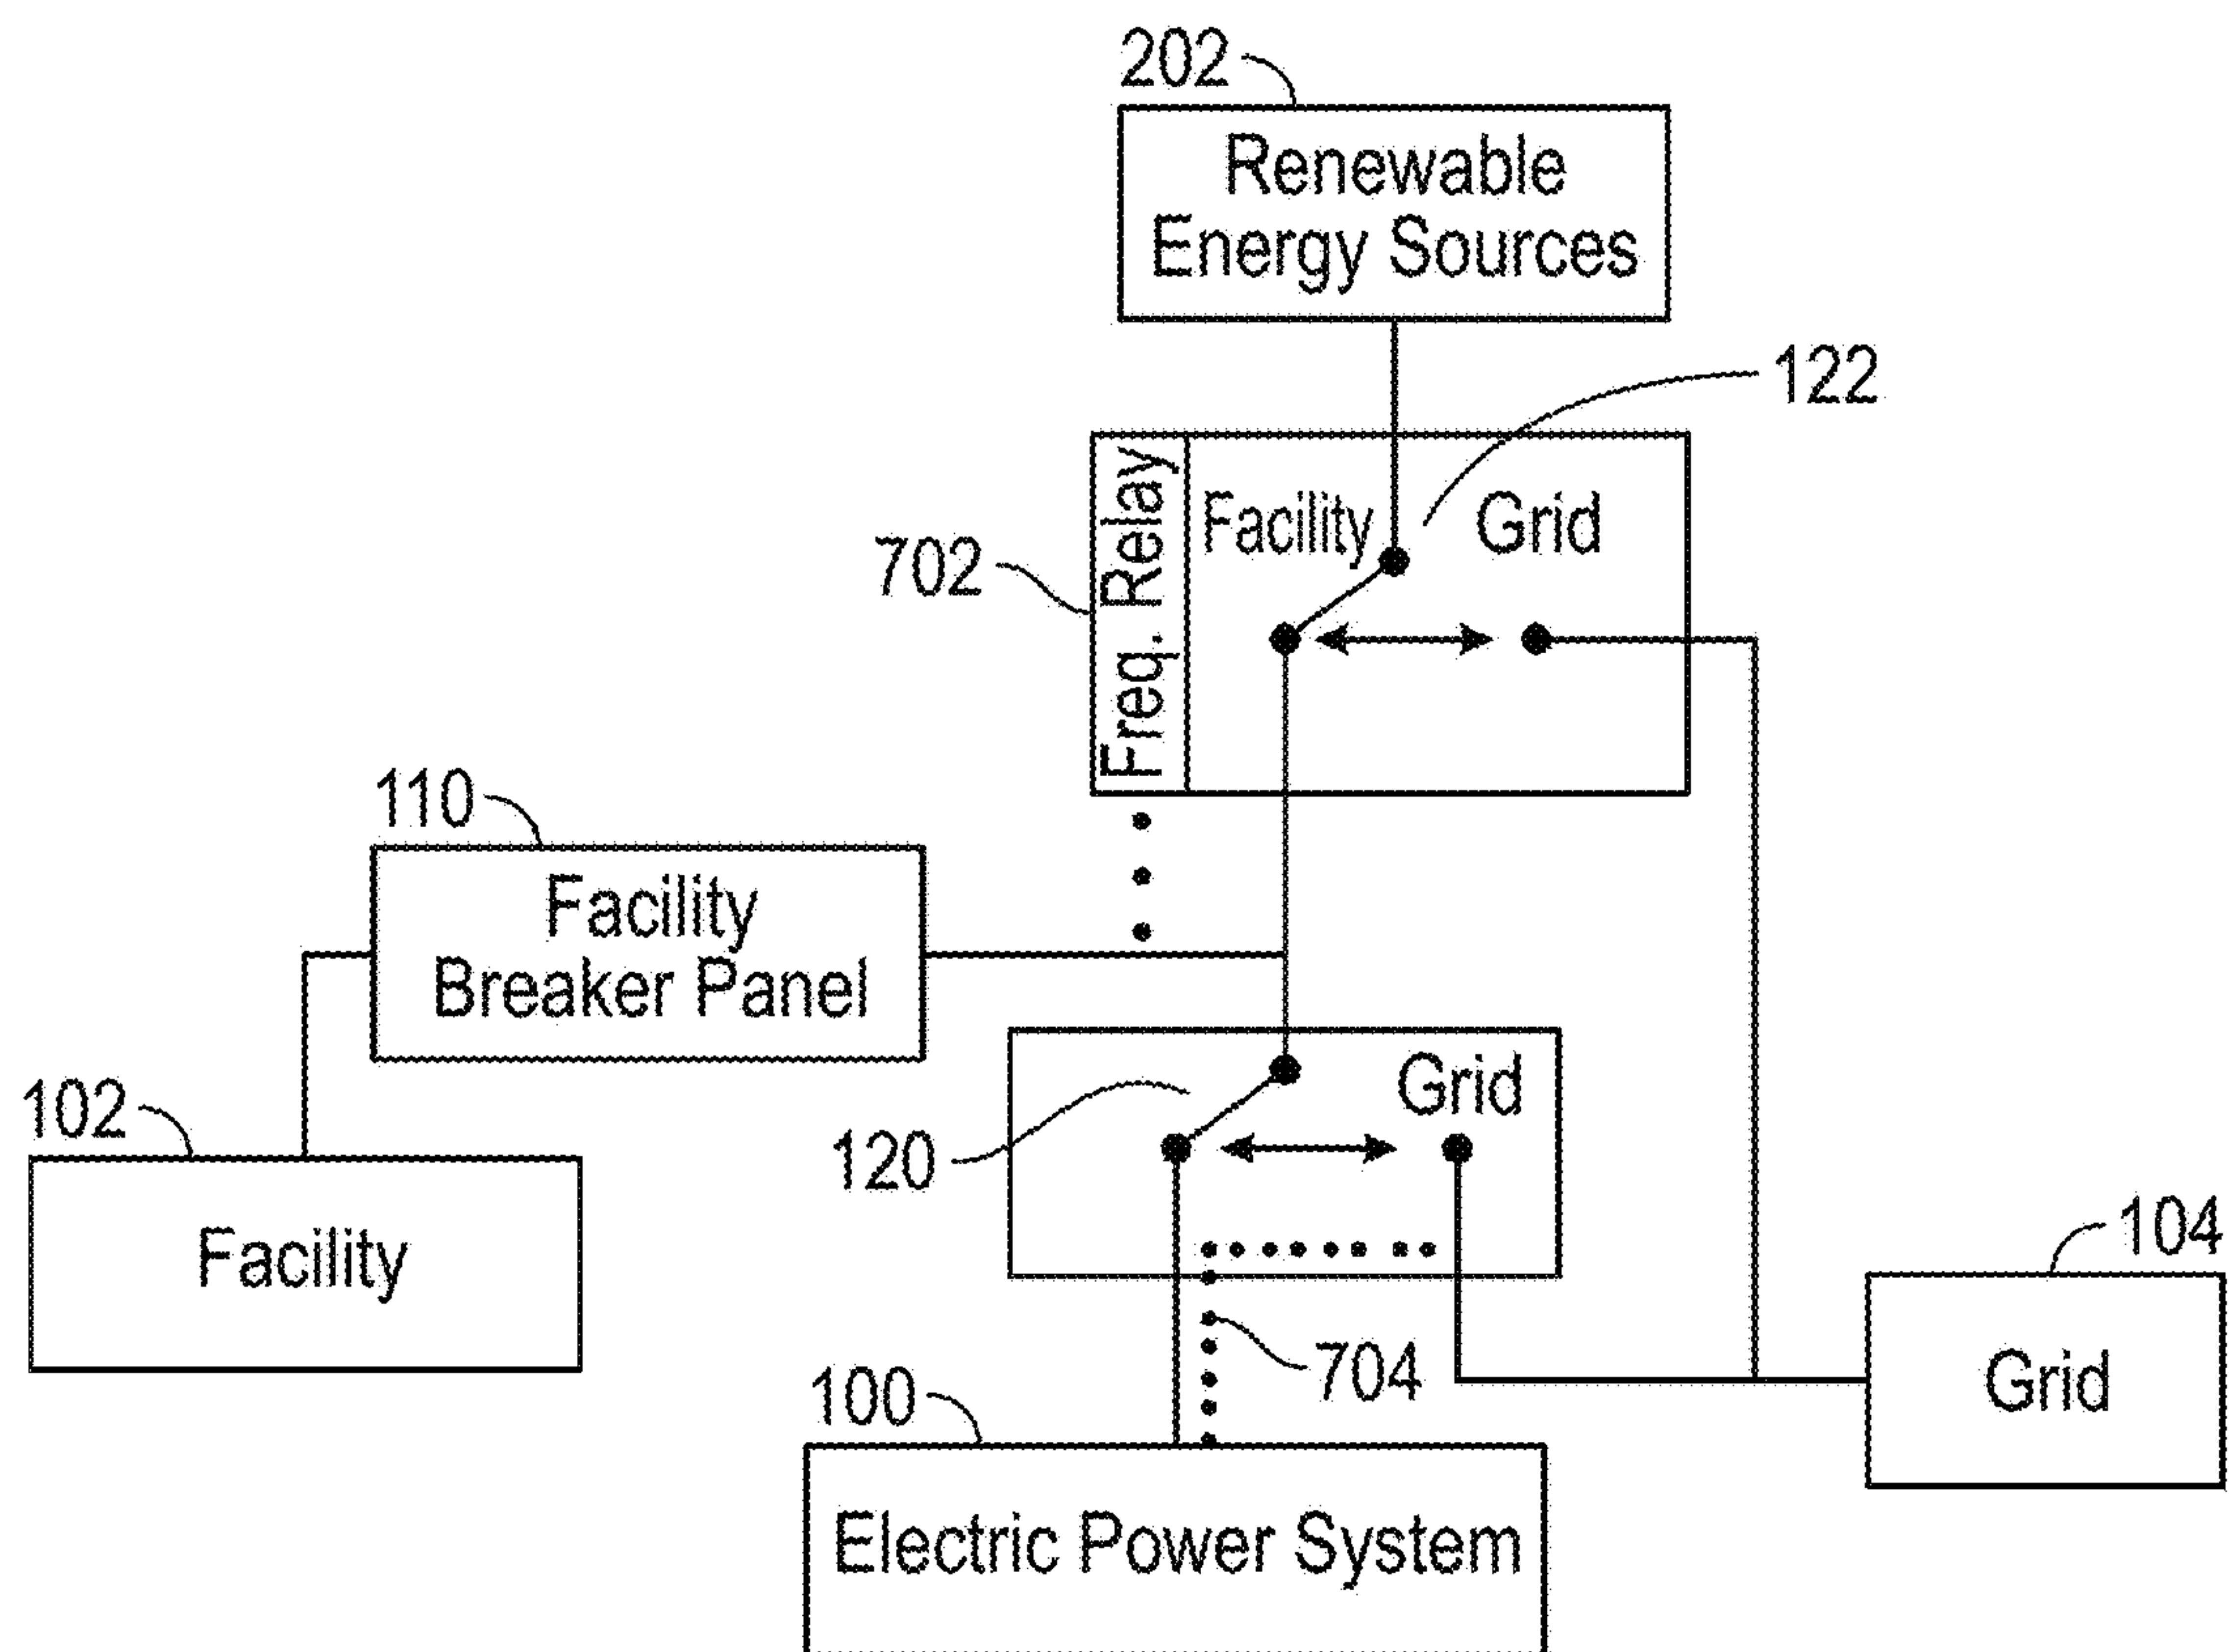 202
Renewable
Energy Sources
122
Freq. Relay
Facility
Grid
702
110
Facility
Breaker Panel
Grid
102
120
Facility
104
704
Grid
100
Electric Power System